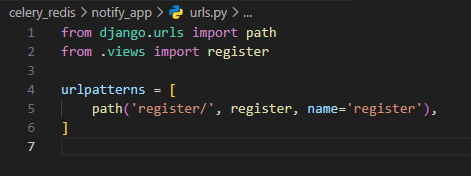 celery_redis > notify_app > urls.py > ...
1 from django.urls import path
2 from .views import register
3
4 urlpatterns = [
5     path('register/', register, name='register'),
6 ]
7